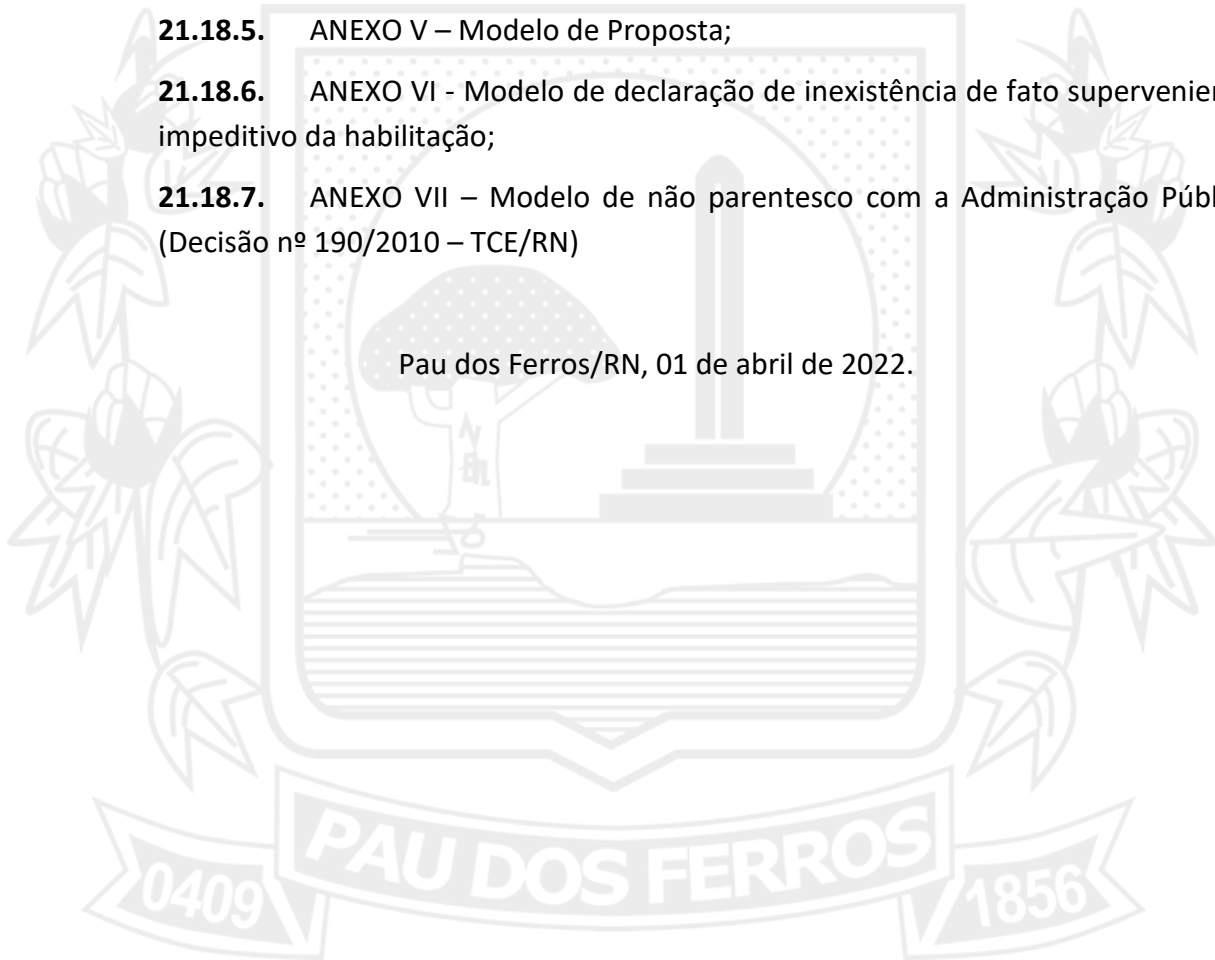 21.18.5. ANEXO V – Modelo de Proposta;
21.18.6. ANEXO VI - Modelo de declaração de inexistência de fato supervenien
impeditivo da habilitação;
21.18.7. ANEXO VII – Modelo de não parentesco com a Administração Públ
(Decisão nº 190/2010 – TCE/RN)
Pau dos Ferros/RN, 01 de abril de 2022.
PAU DOS FERROS
0409 1856